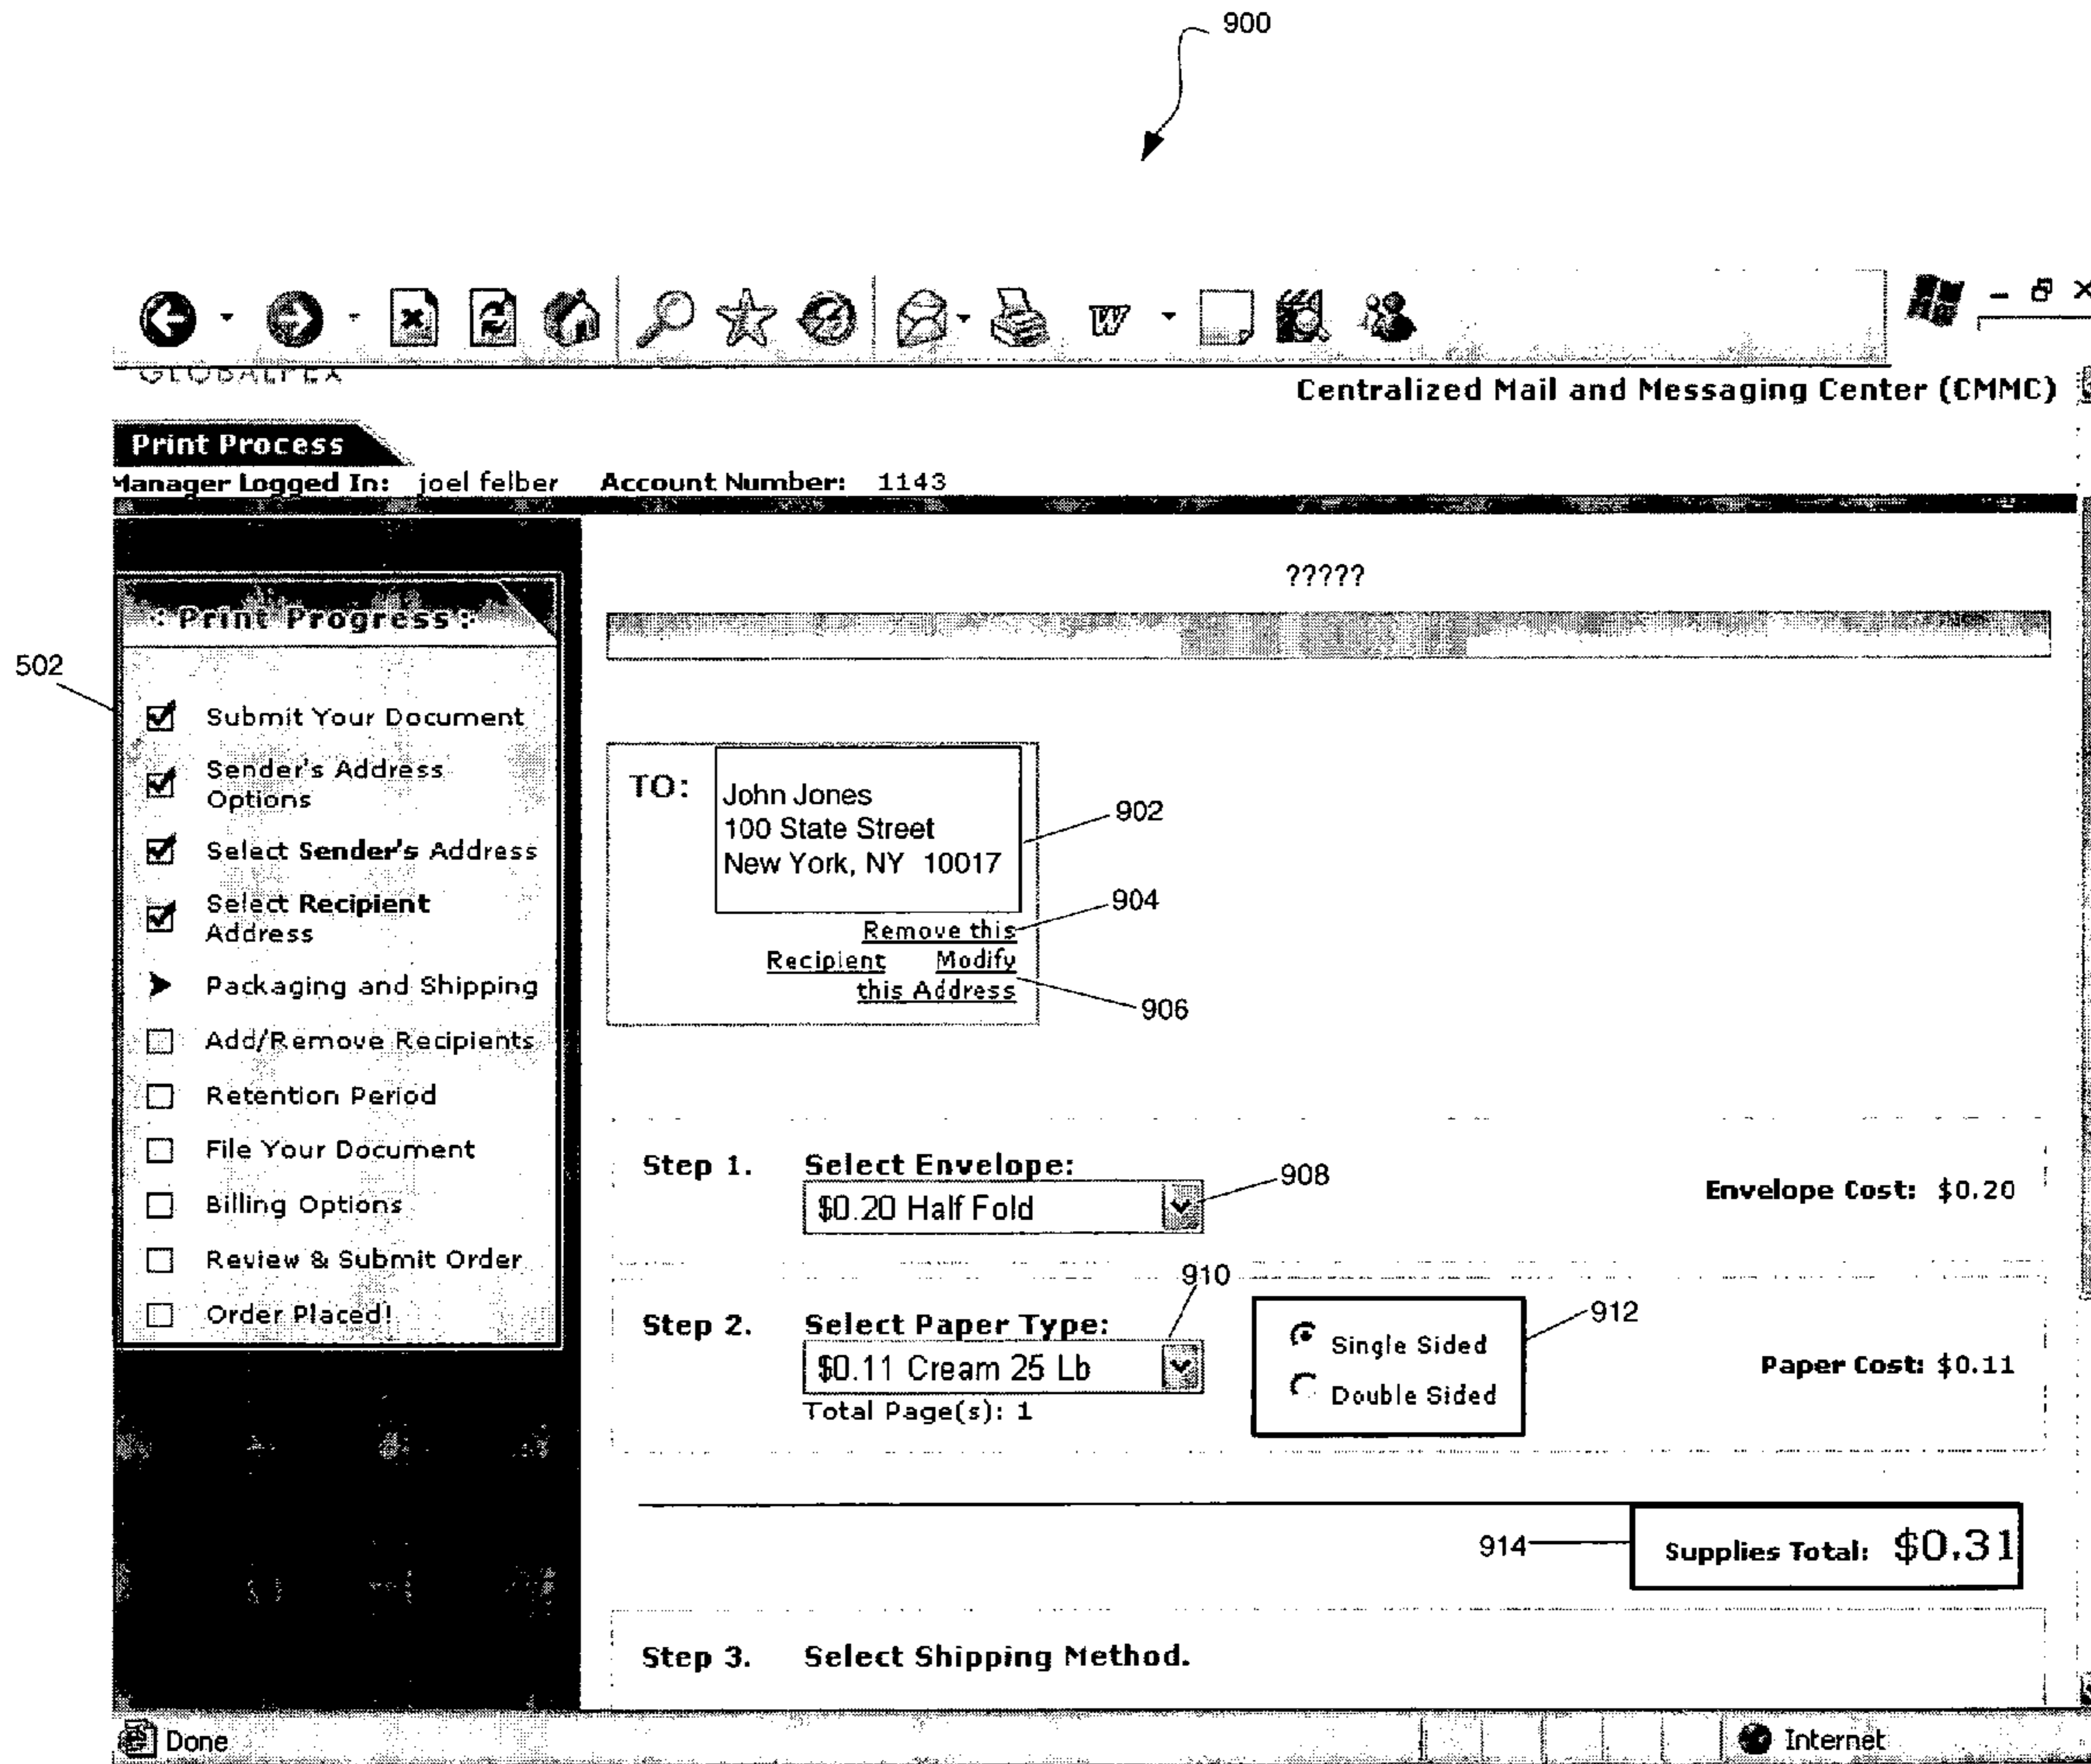 900
Centralized Mail and Messaging Center (CMMC)
Print Process
Manager Logged In: joel felber Account Number: 1143
?????
502
:: Print Progress ::
Submit Your Document
Sender's Address
Options
Select Sender's Address
Select Recipient
Address
Packaging and Shipping
Add/Remove Recipients
Retention Period
File Your Document
Billing Options
Review & Submit Order
Order Placed!
TO:
John Jones
100 State Street
New York, NY 10017
902
904
Remove this
Recipient Modify
this Address
906
Step 1. Select Envelope:
$0.20 Half Fold
908
Envelope Cost: $0.20
910
Step 2. Select Paper Type:
$0.11 Cream 25 Lb
Total Page(s): 1
Single Sided
Double Sided
912
Paper Cost: $0.11
914
Supplies Total: $0.31
Step 3. Select Shipping Method.
Done
Internet